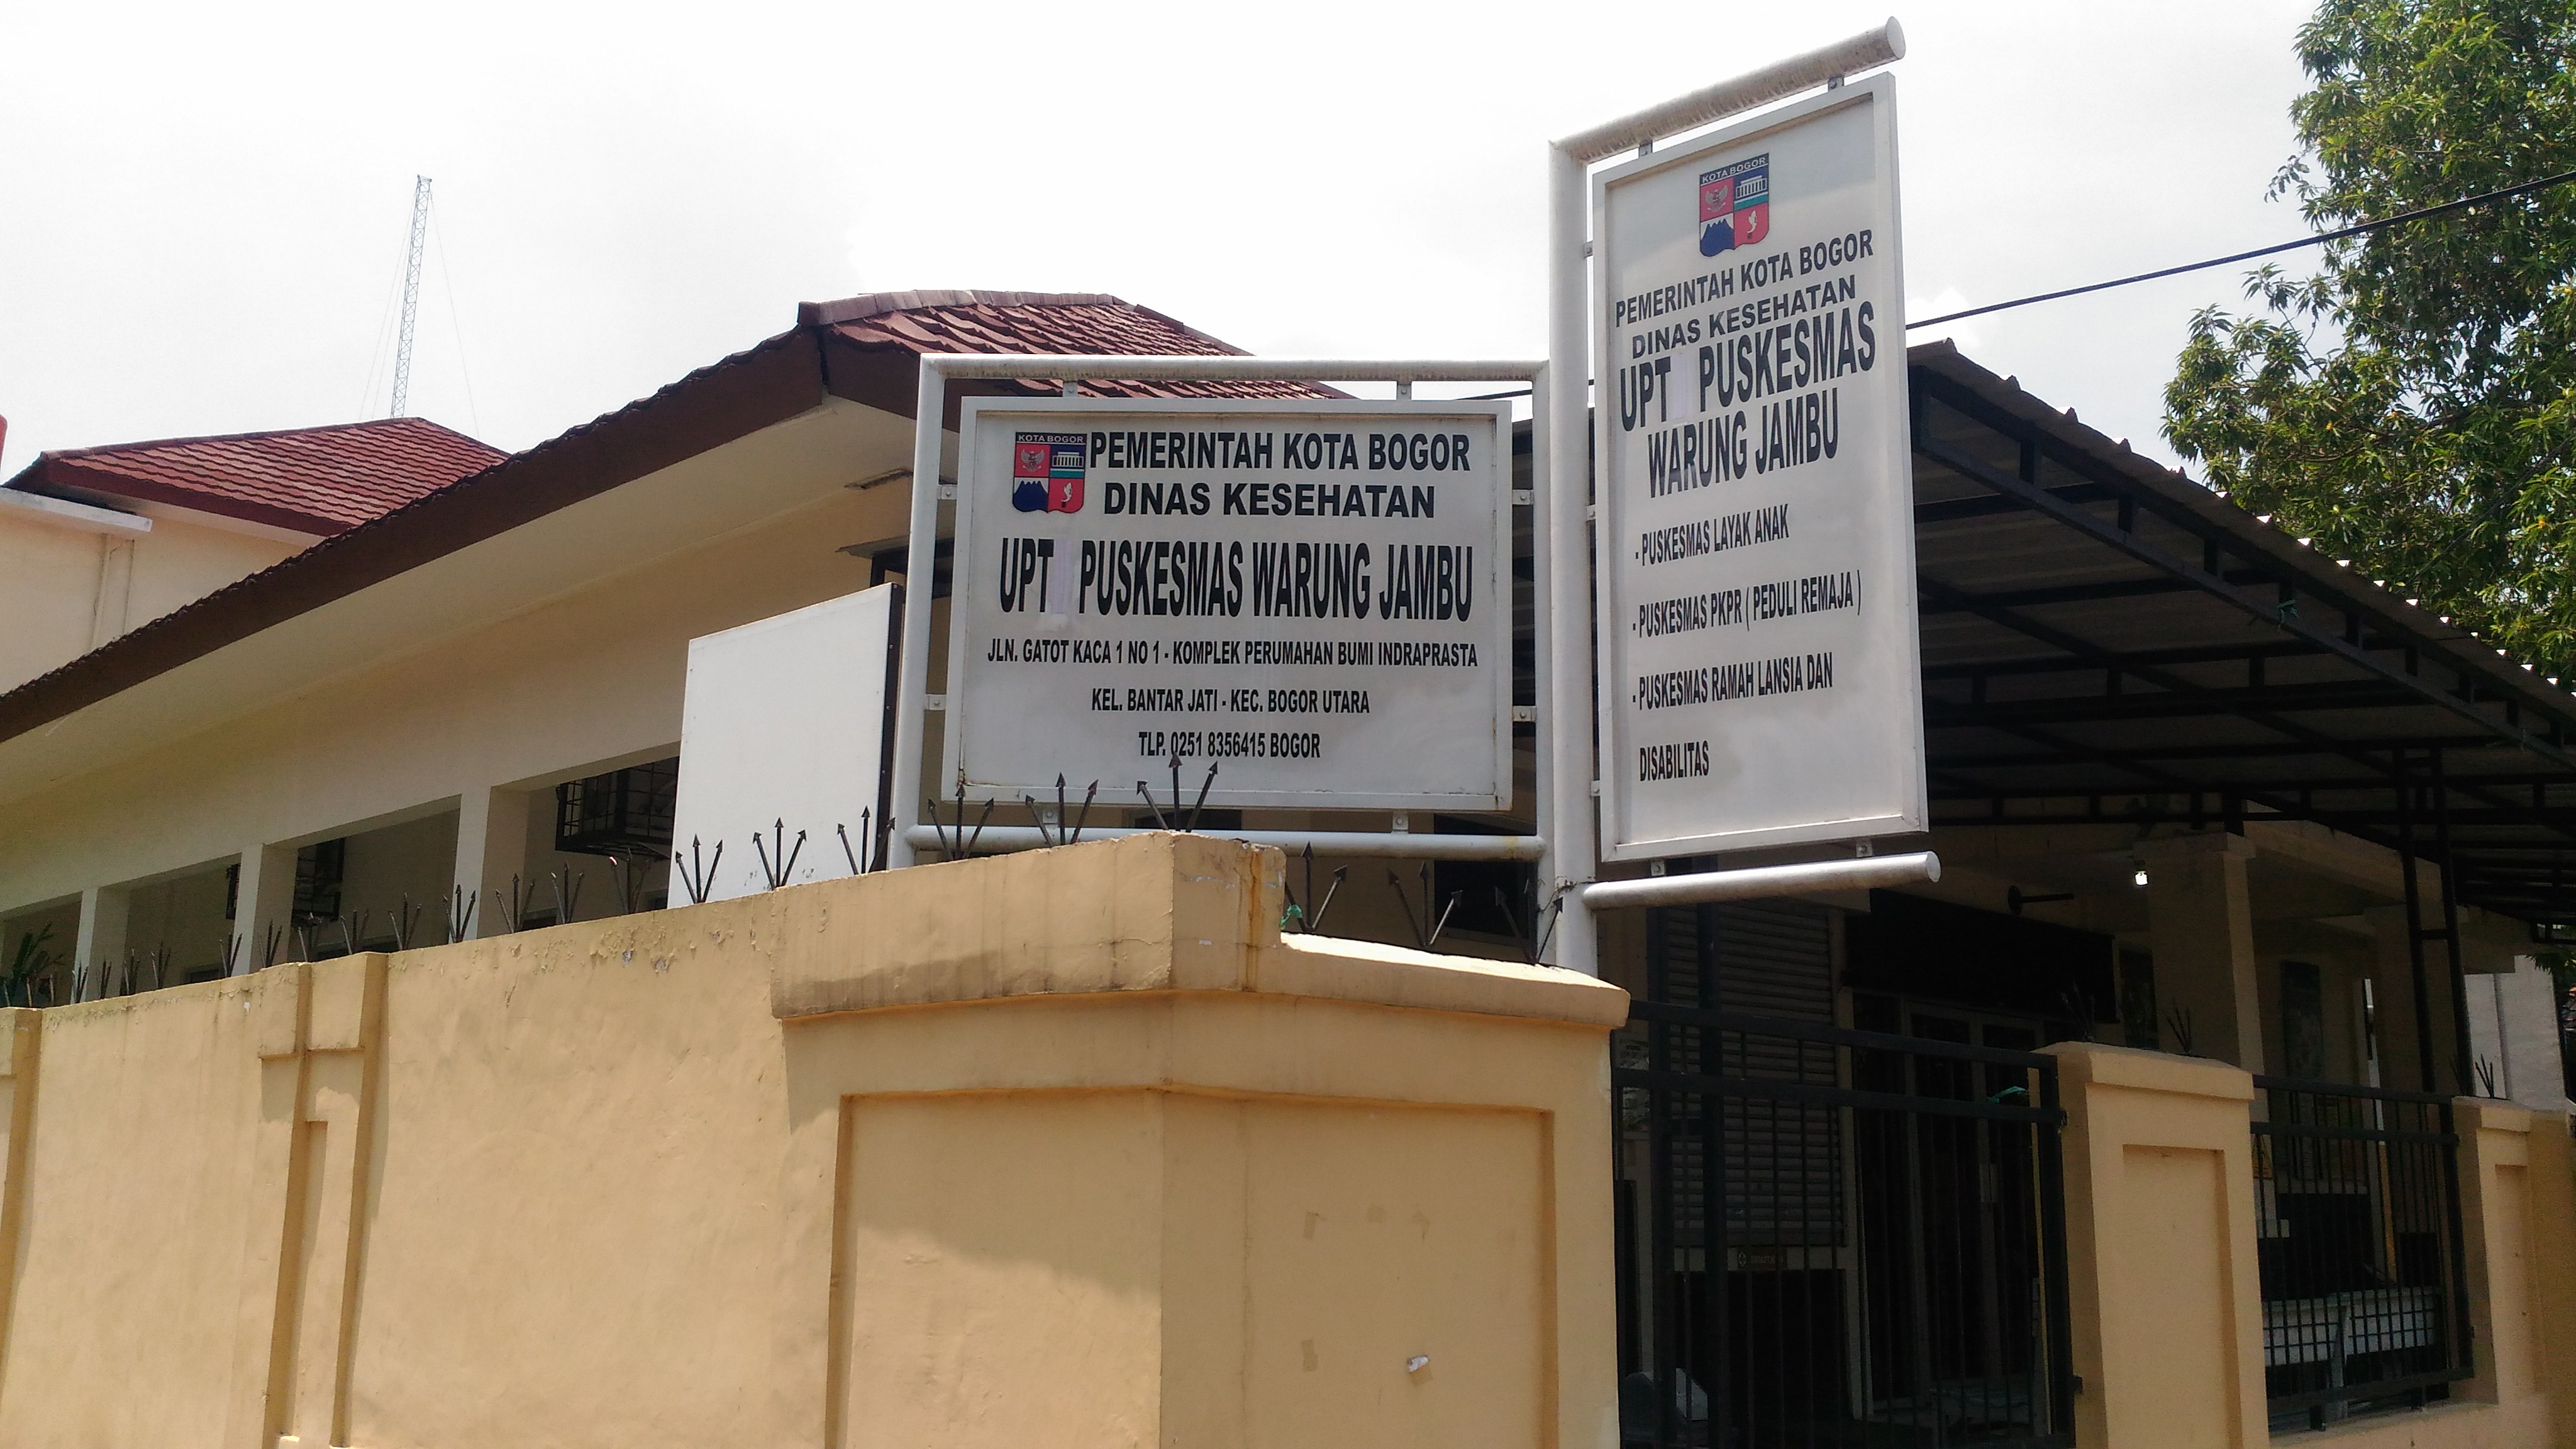 KOTA BOGOR
PEMERINTAH KOTA BOGOR
DINAS KESEHATAN
UPT PUSKESMAS WARUNG JAMBU
JLN. GATOT KACA 1 NO 1 - KOMPLEK PERUMAHAN BUMI INDRAPRASTA
KEL. BANTAR JATI - KEC. BOGOR UTARA
TLP. 0251 8356415 BOGOR
KOTA BOGOR
PEMERINTAH KOTA BOGOR
DINAS KESEHATAN
UPT PUSKESMAS
WARUNG JAMBU
- PUSKESMAS LAYAK ANAK
- PUSKESMAS PKPR ( PEDULI REMAJA )
- PUSKESMAS RAMAH LANSIA DAN
DISABILITAS